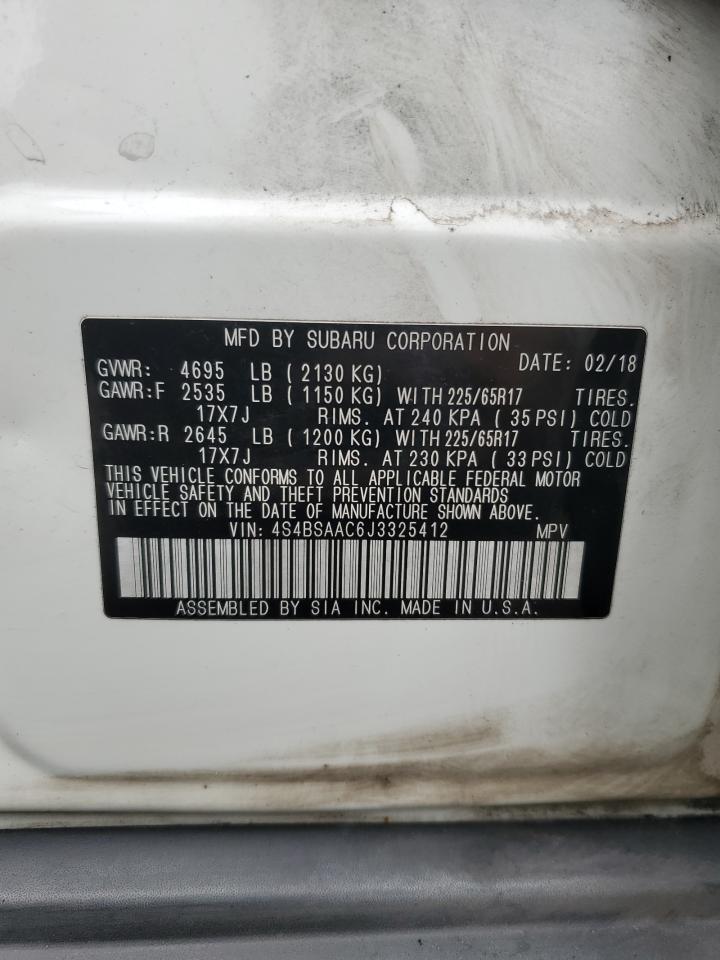 MFD BY SUBARU CORPORATION
DATE: 02/18
GVWR: 4695 LB ( 2130 KG)
GAWR:F 2535 LB ( 1150 KG) WITH 225/65R17 TIRES.
17X7J RIMS. AT 240 KPA ( 35 PSI) COLD
GAWR:R 2645 LB ( 1200 KG) WITH 225/65R17 TIRES.
17X7J RIMS. AT 230 KPA ( 33 PSI) COLD
THIS VEHICLE CONFORMS TO ALL APPLICABLE FEDERAL MOTOR
VEHICLE SAFETY AND THEFT PREVENTION STANDARDS
IN EFFECT ON THE DATE OF MANUFACTURE SHOWN ABOVE.
VIN: 4S4BSAAC6J3325412 MPV
ASSEMBLED BY SIA INC. MADE IN U.S.A.